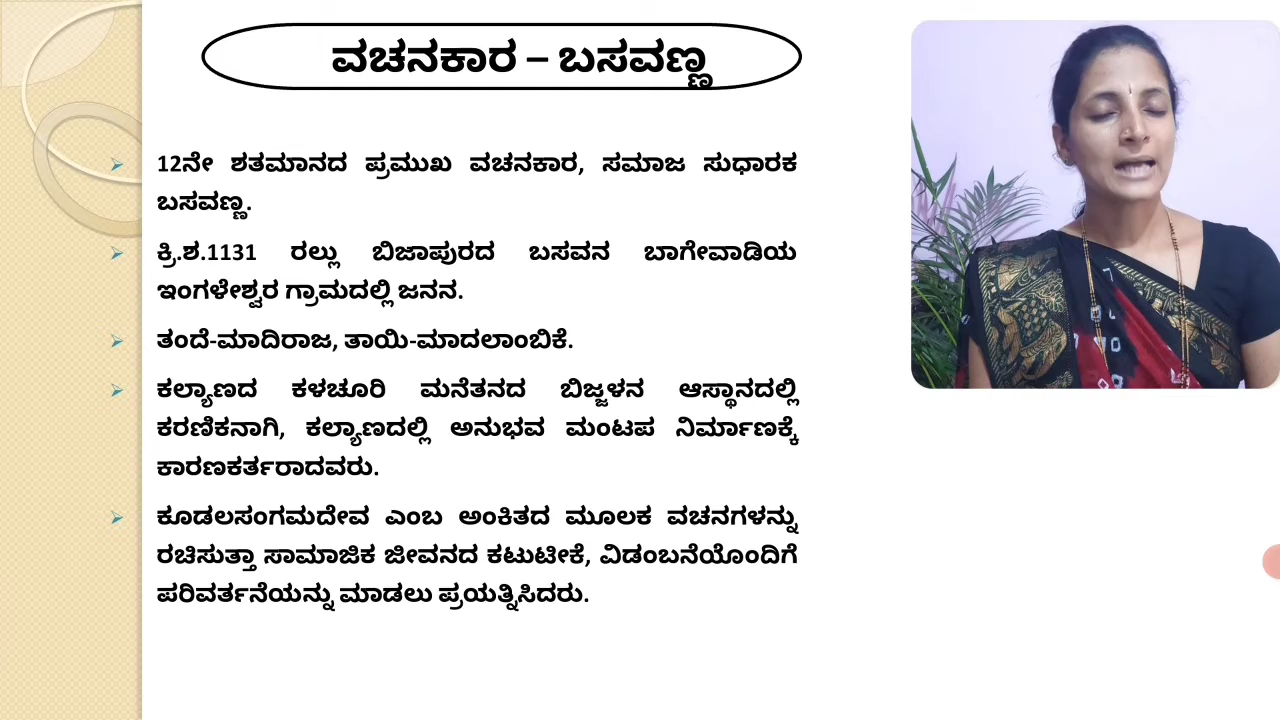 ವಚನಕಾರ – ಬಸವಣ್ಣ
12ನೇ ಶತಮಾನದ ಪ್ರಮುಖ ವಚನಕಾರ, ಸಮಾಜ ಸುಧಾರಕ
ಬಸವಣ್ಣ.
ಕ್ರಿ.ಶ.1131 ರಲ್ಲು ಬಿಜಾಪುರದ ಬಸವನ ಬಾಗೇವಾಡಿಯ
ಇಂಗಳೇಶ್ವರ ಗ್ರಾಮದಲ್ಲಿ ಜನನ.
ತಂದೆ-ಮಾದಿರಾಜ, ತಾಯಿ-ಮಾದಲಾಂಬಿಕೆ.
ಕಲ್ಯಾಣದ ಕಳಚೂರಿ ಮನೆತನದ ಬಿಜ್ಜಳನ ಆಸ್ಥಾನದಲ್ಲಿ
ಕರಣಿಕನಾಗಿ, ಕಲ್ಯಾಣದಲ್ಲಿ ಅನುಭವ ಮಂಟಪ ನಿರ್ಮಾಣಕ್ಕೆ
ಕಾರಣಕರ್ತರಾದವರು.
ಕೂಡಲಸಂಗಮದೇವ ಎಂಬ ಅಂಕಿತದ ಮೂಲಕ ವಚನಗಳನ್ನು
ರಚಿಸುತ್ತಾ ಸಾಮಾಜಿಕ ಜೀವನದ ಕಟುಟೀಕೆ, ವಿಡಂಬನೆಯೊಂದಿಗೆ
ಪರಿವರ್ತನೆಯನ್ನು ಮಾಡಲು ಪ್ರಯತ್ನಿಸಿದರು.